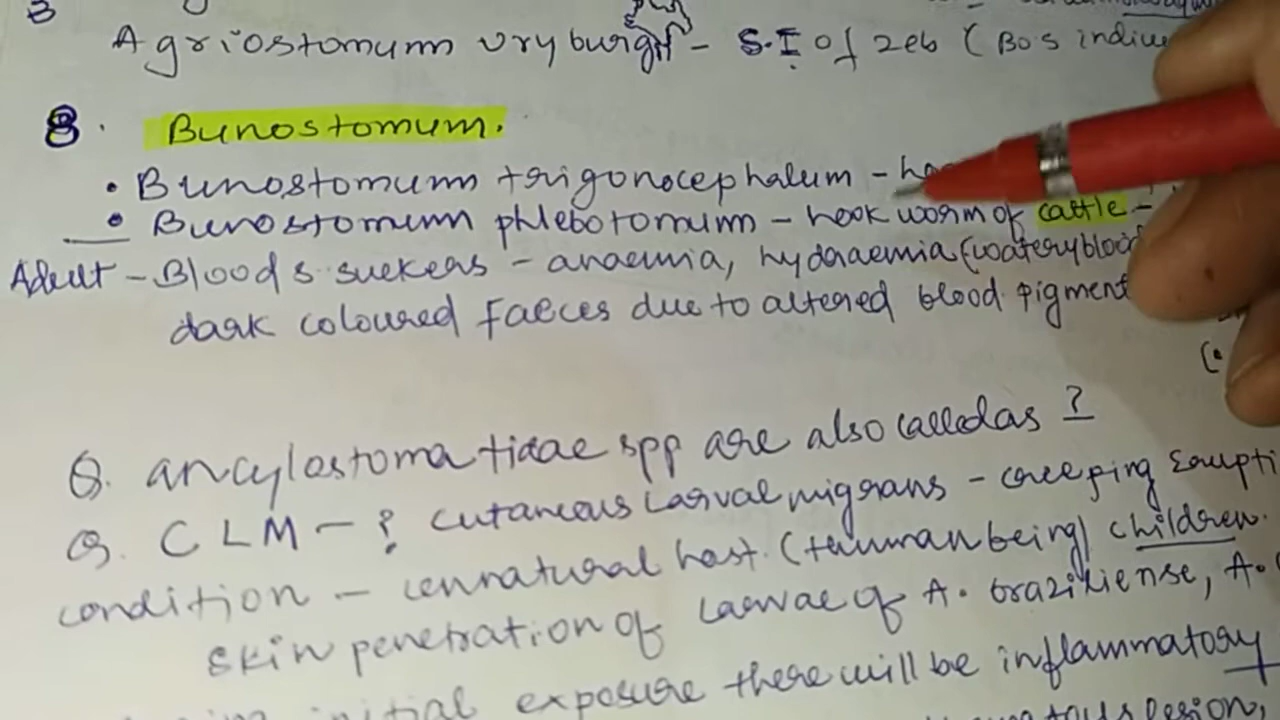 Agriostomum vryburgi - S.I of zeb (Bos indicu
8. Bunostomum.
• Bunostomum trigonocephalum - ho
• Bunostomum phlebotomum - hook worm of cattle -
Adult - Blood suckers - anaemia, hydraemia (watery blood
dark coloured faeces due to altered blood pigment
Q. ancylostomatidae spp are also called as ?
Q. CLM - ? cutaneous larval migrans - creeping Erupti
condition - unnatural host. (Human being) children.
skin penetration of larvae of A. braziliense, A.
initial exposure there will be inflammatory
lesion,